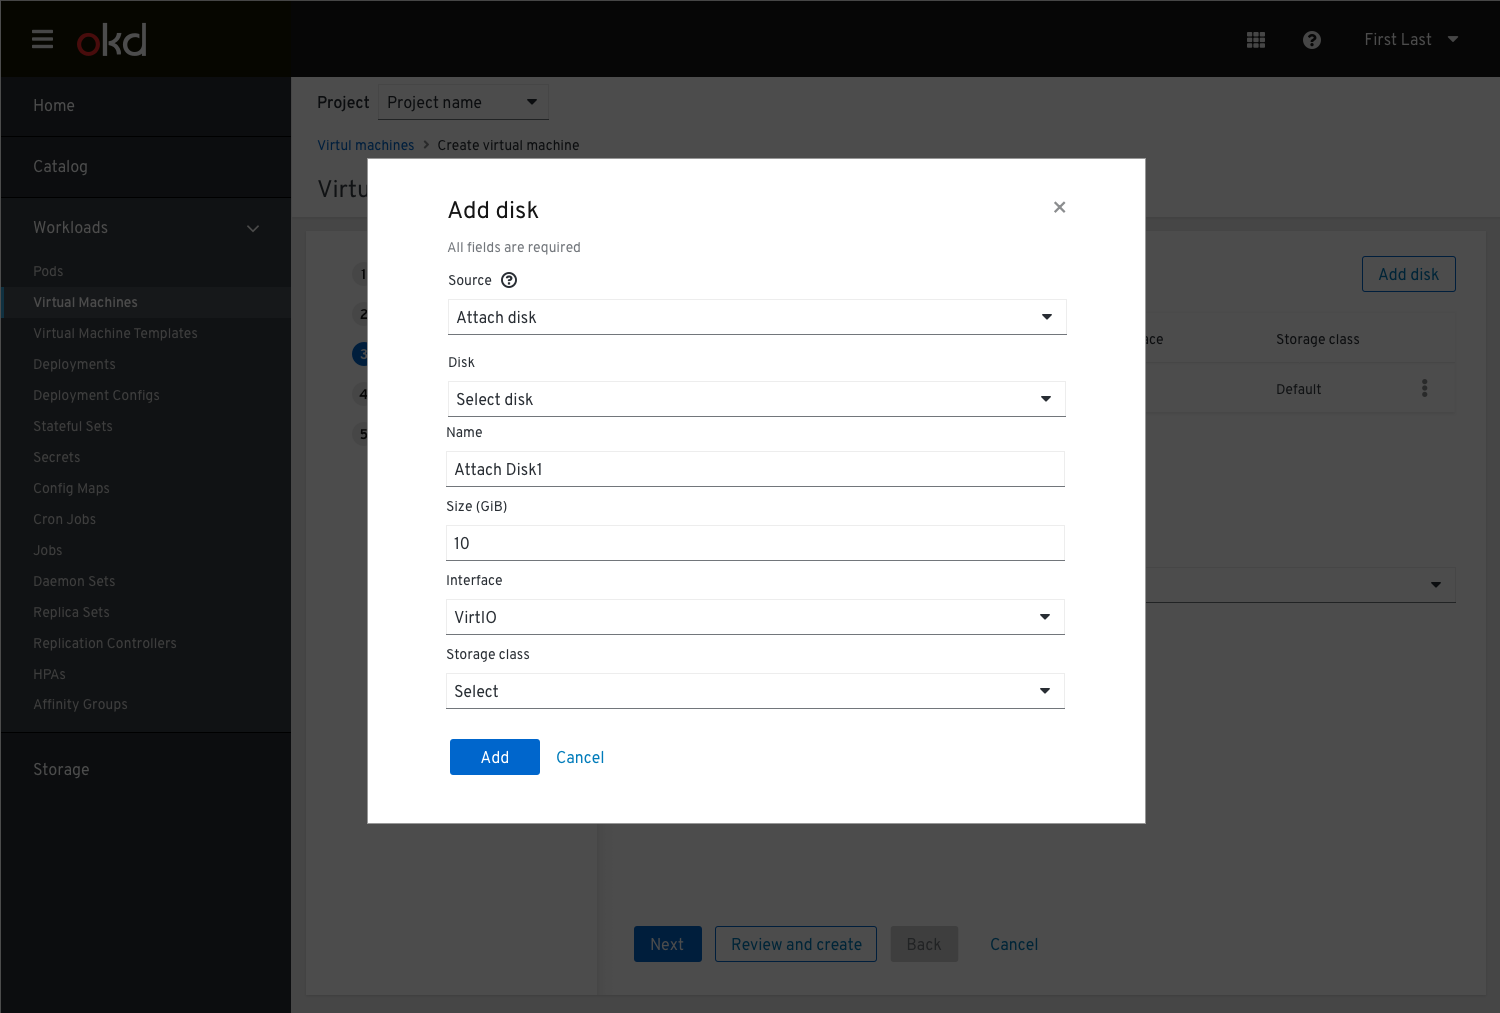 okd
First Last
Home
Catalog
Workloads
Pods
Virtual Machines
Virtual Machine Templates
Deployments
Deployment Configs
Stateful Sets
Secrets
Config Maps
Cron Jobs
Jobs
Daemon Sets
Replica Sets
Replication Controllers
HPAs
Affinity Groups
Storage
Project Project name
Virtul machines > Create virtual machine
Virtu
1
2
3
4
5
Add disk
ce Storage class
Default
Add disk
All fields are required
Source
Attach disk
Disk
Select disk
Name
Attach Disk1
Size (GiB)
10
Interface
VirtIO
Storage class
Select
Add Cancel
Next Review and create Back Cancel